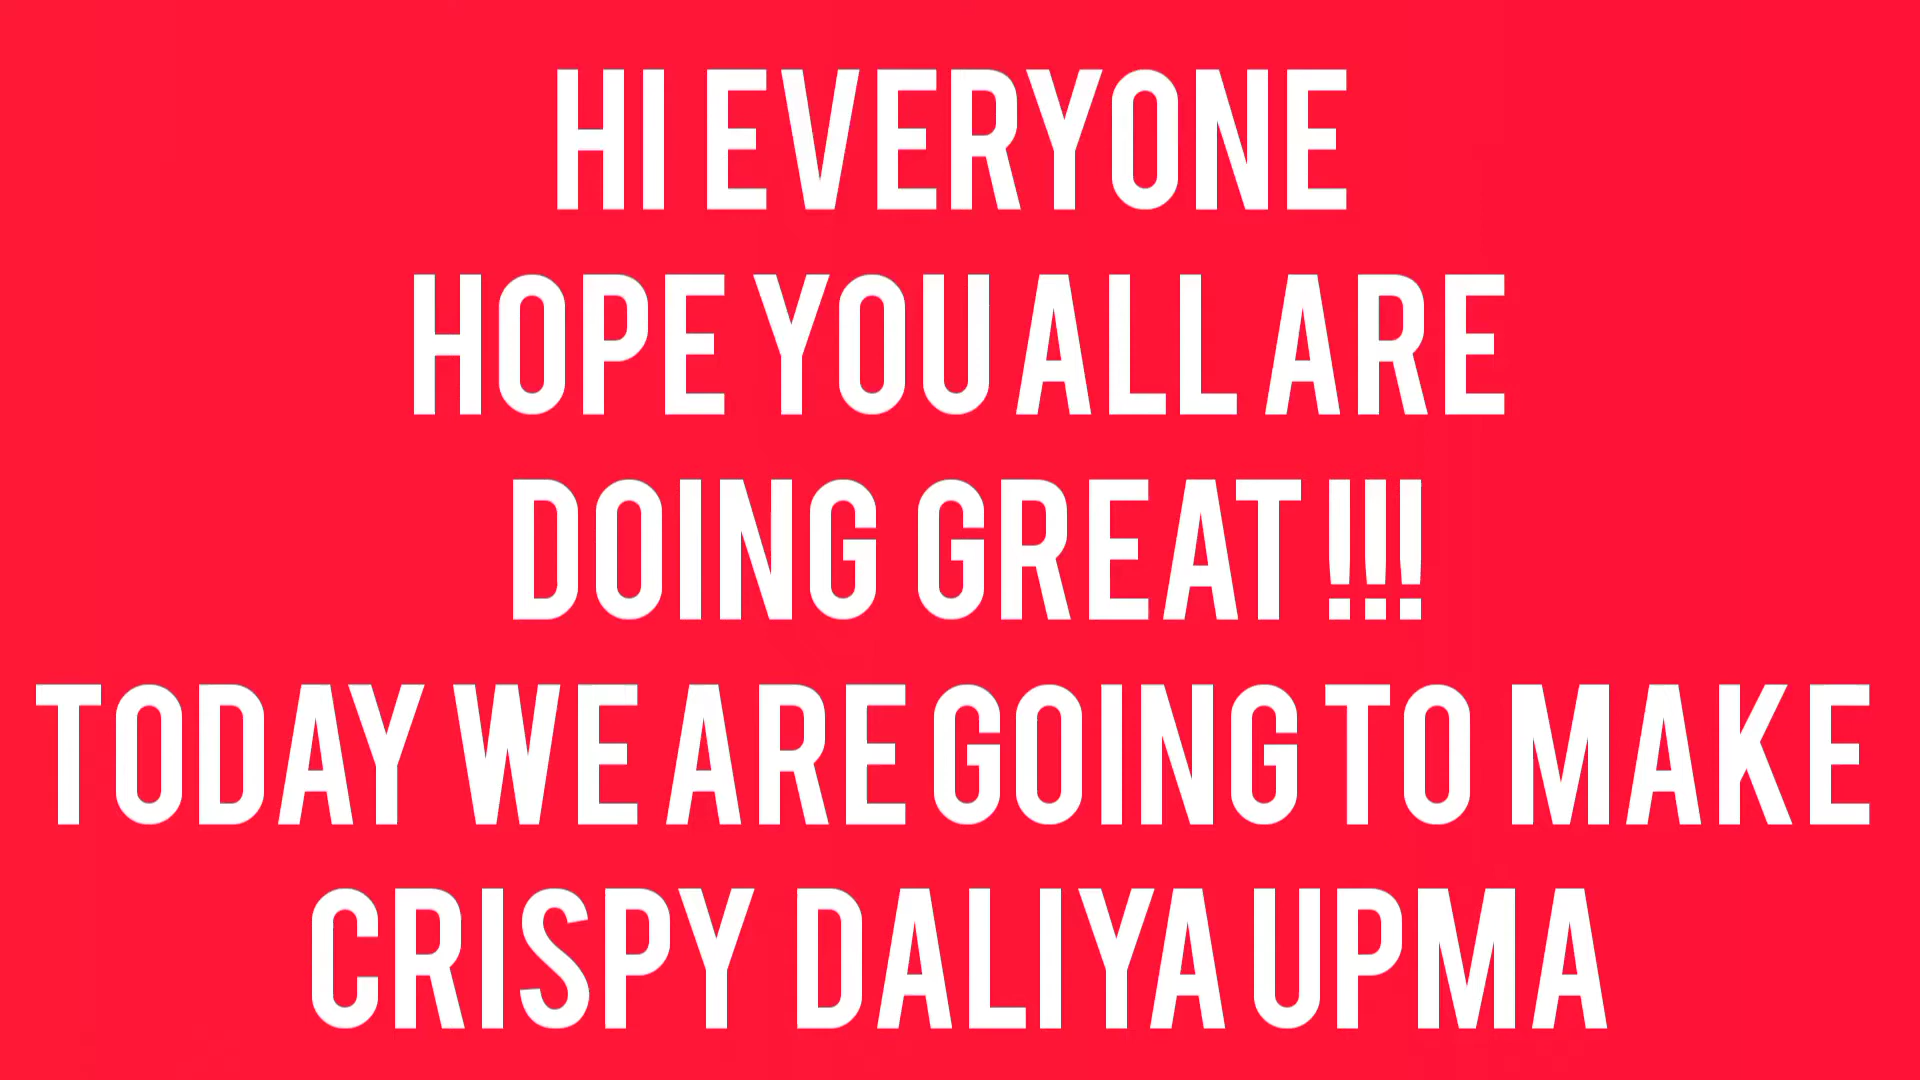 HI EVERYONE
HOPE YOU ALL ARE
DOING GREAT !!!
TODAY WE ARE GOING TO MAKE
CRISPY DALIYA UPMA